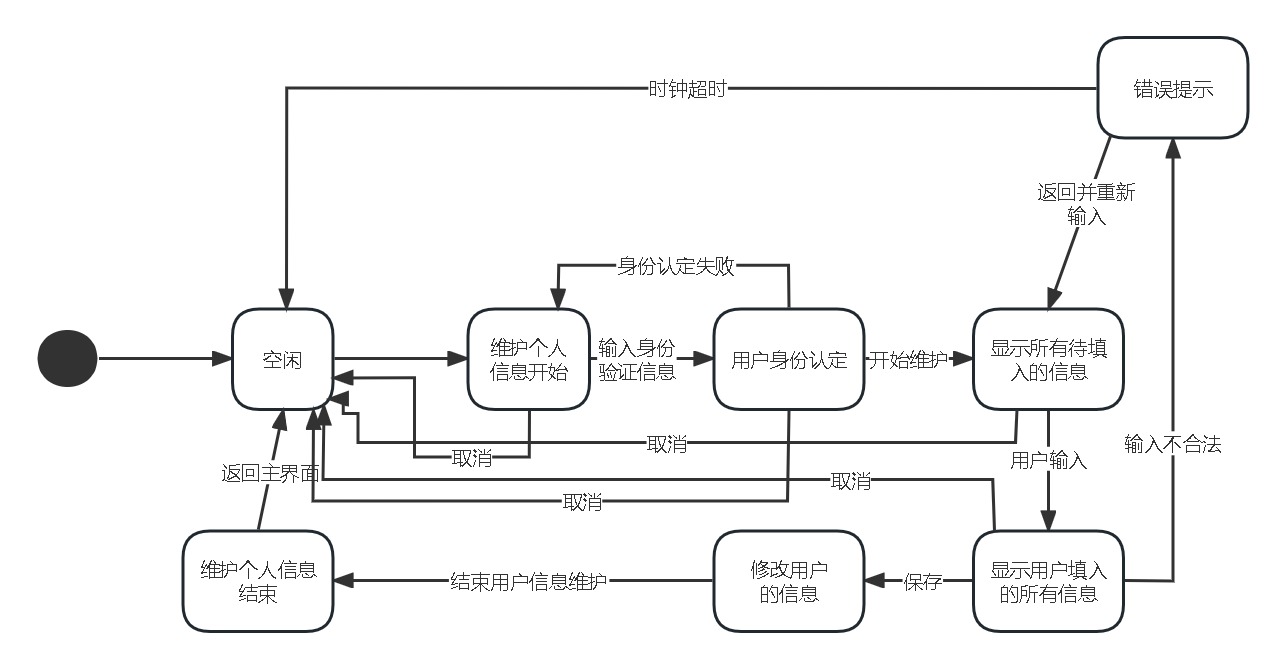 错误提示
时钟超时
返回并重新
输入
身份认定失败
空闲
维护个人
信息开始
输入身份
验证信息
用户身份认定
开始维护
显示所有待填
入的信息
取消
取消
用户输入
输入不合法
返回主界面
取消
取消
维护个人信息
结束
结束用户信息维护
修改用户
的信息
保存
显示用户填入
的所有信息